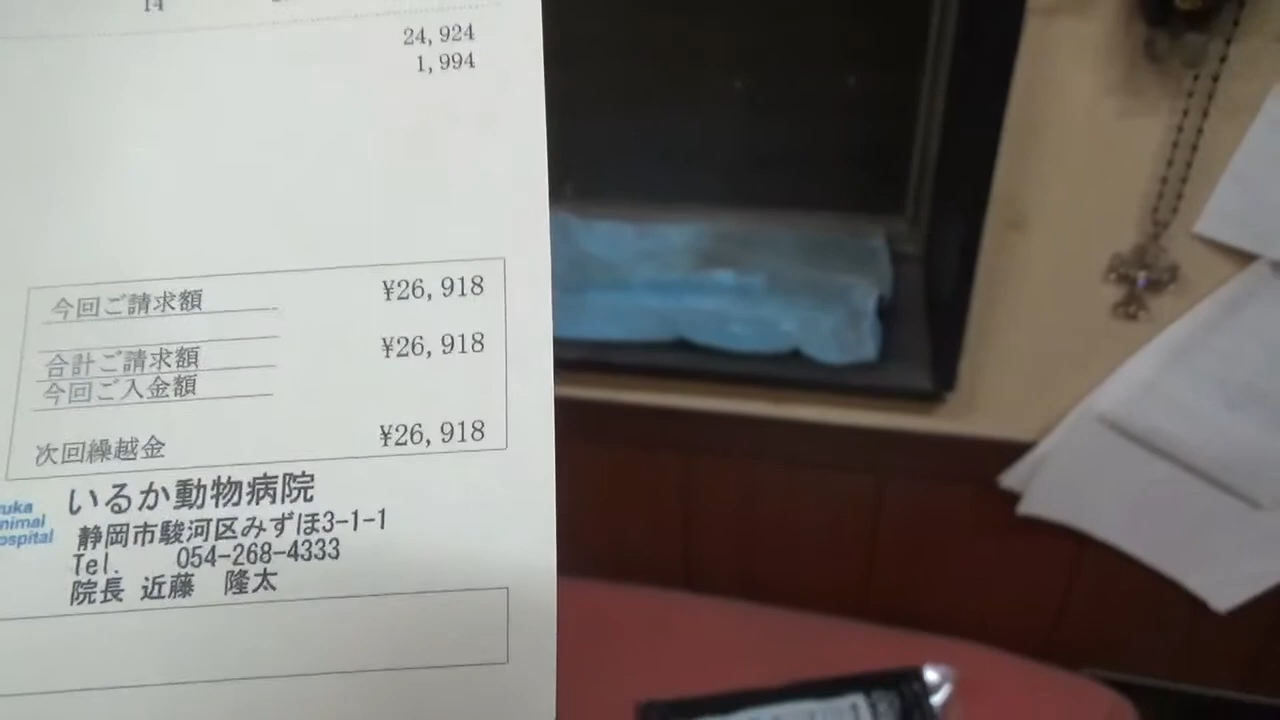 14
24,924
1,994
今回ご請求額 ¥26,918
合計ご請求額 ¥26,918
今回ご入金額
次回繰越金 ¥26,918
いるか動物病院
静岡市駿河区みずほ3-1-1
Tel. 054-268-4333
院長 近藤 隆太